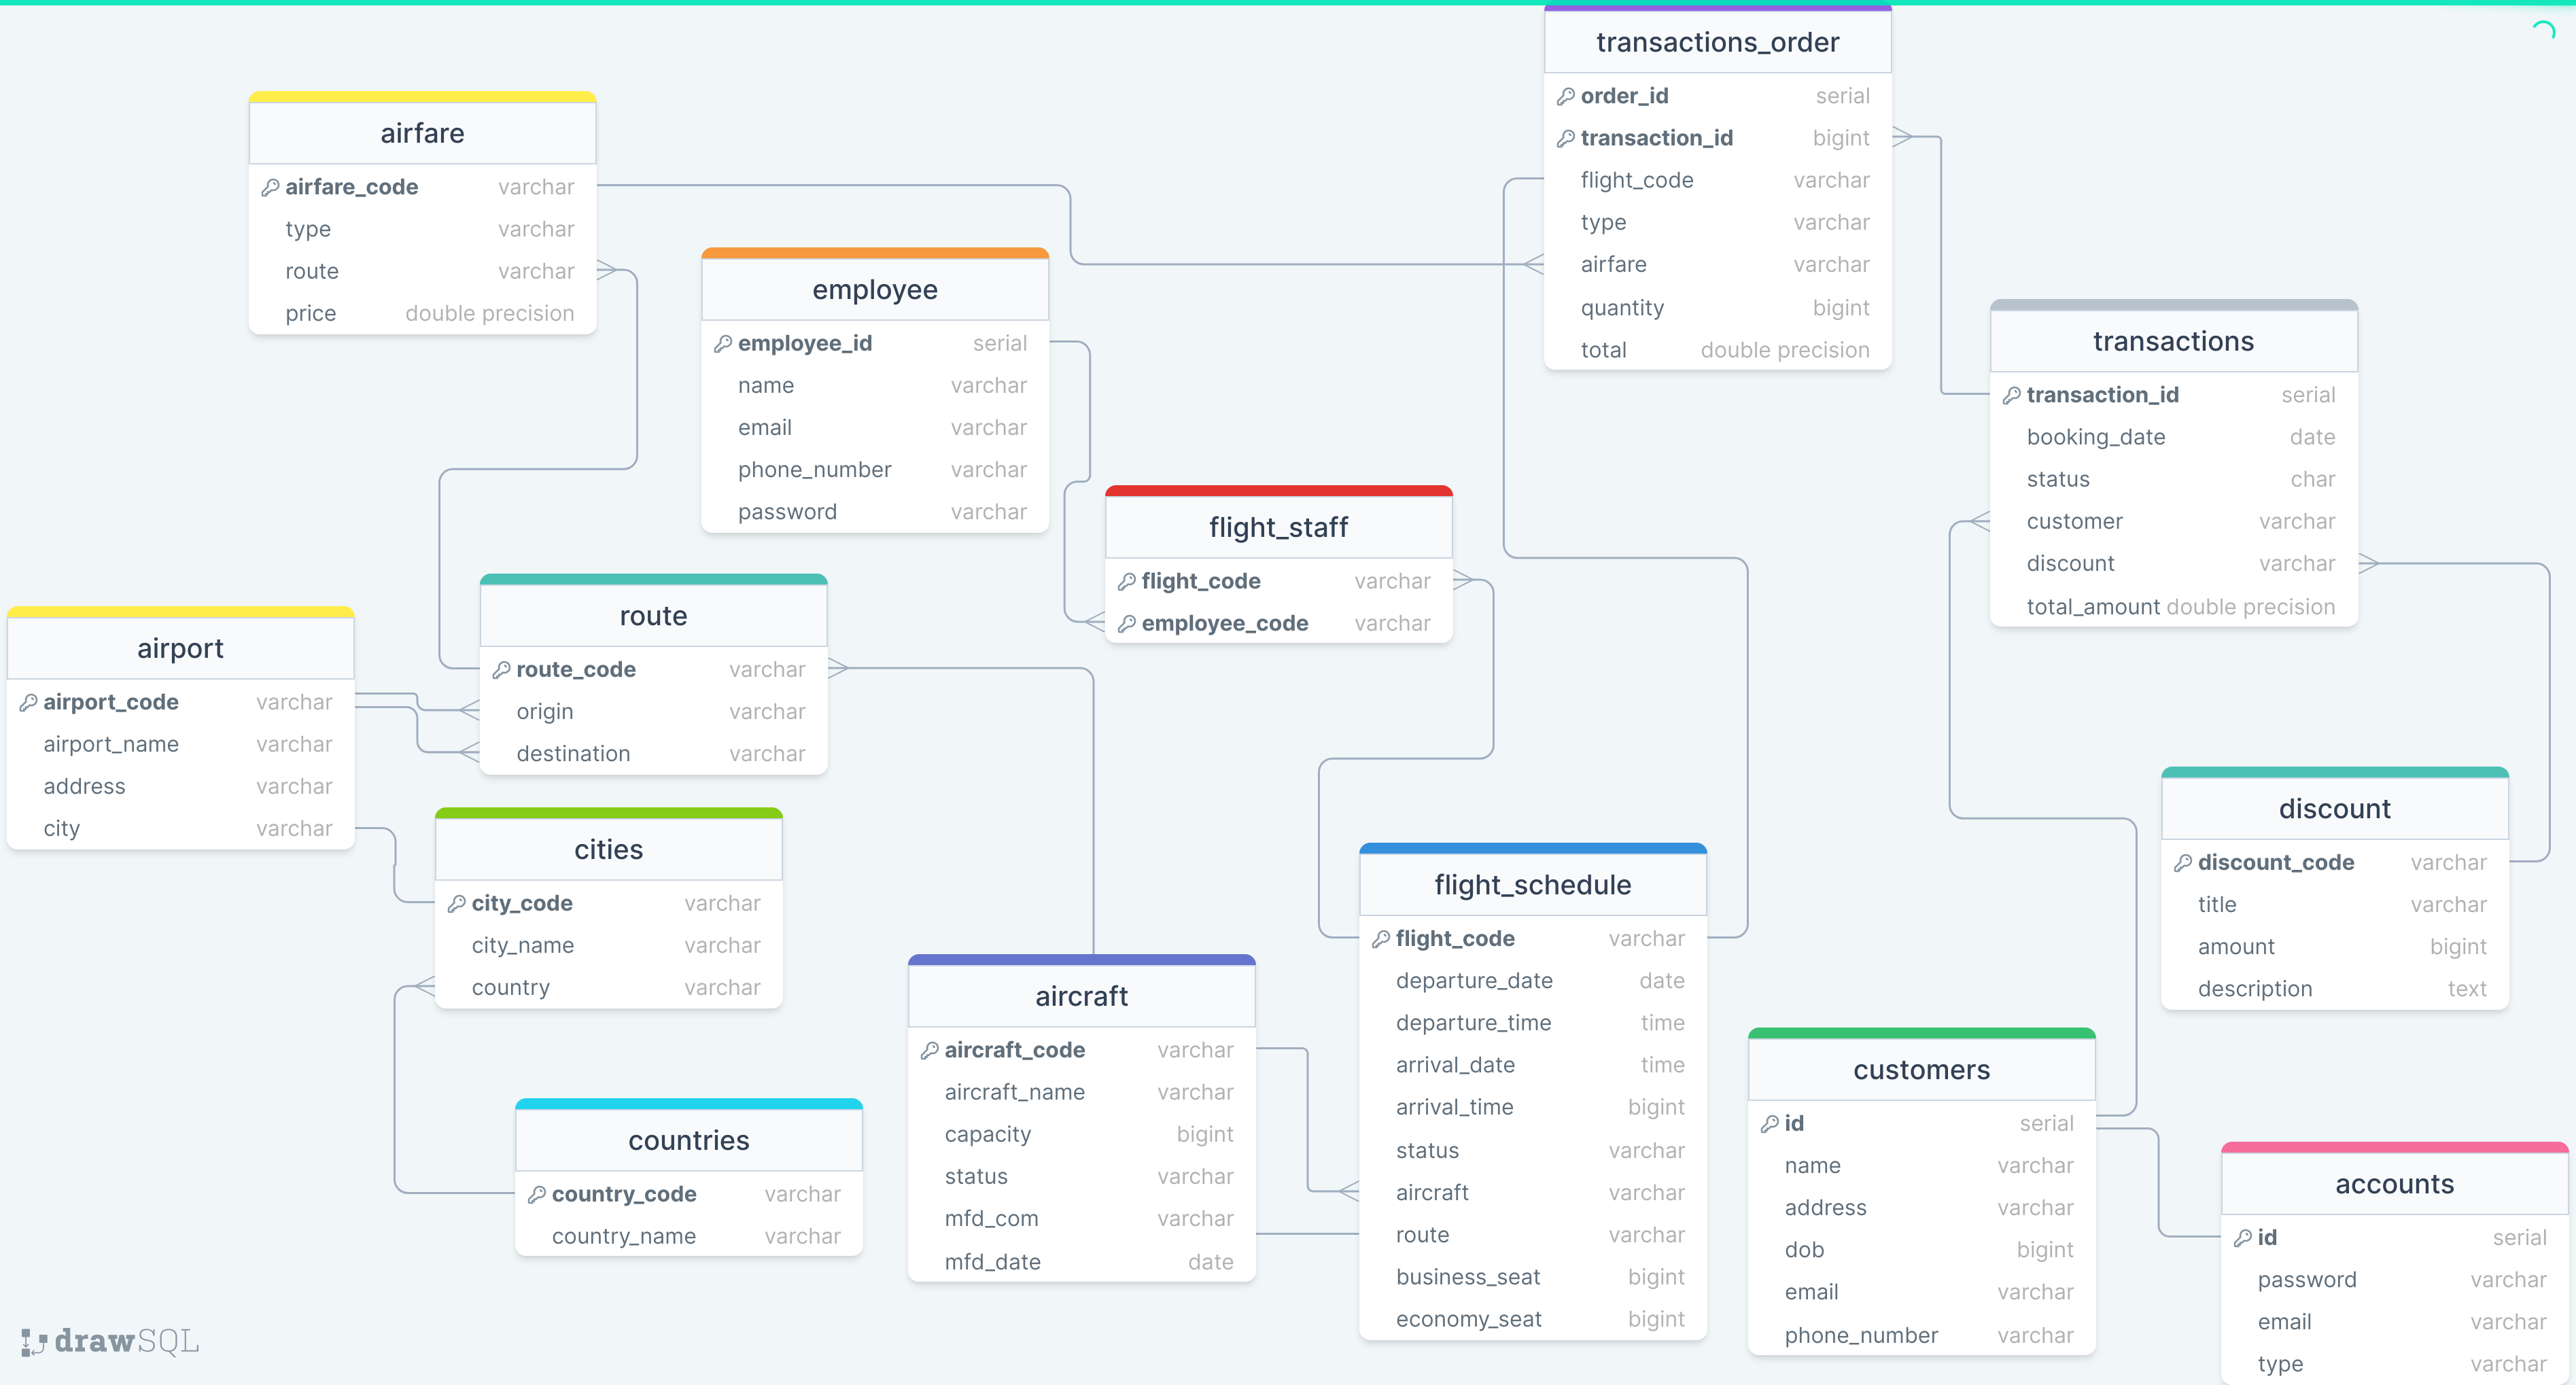 transactions_order
order_id serial
transaction_id bigint
flight_code varchar
type varchar
airfare varchar
quantity bigint
total double precision
airfare
airfare_code varchar
type varchar
route varchar
price double precision
employee
employee_id serial
name varchar
email varchar
phone_number varchar
password varchar
transactions
transaction_id serial
booking_date date
status char
customer varchar
discount varchar
total_amount double precision
flight_staff
flight_code varchar
employee_code varchar
route
route_code varchar
origin varchar
destination varchar
airport
airport_code varchar
airport_name varchar
address varchar
city varchar
cities
city_code varchar
city_name varchar
country varchar
discount
discount_code varchar
title varchar
amount bigint
description text
flight_schedule
flight_code varchar
departure_date date
departure_time time
arrival_date time
arrival_time bigint
status varchar
aircraft varchar
route varchar
business_seat bigint
economy_seat bigint
aircraft
aircraft_code varchar
aircraft_name varchar
capacity bigint
status varchar
mfd_com varchar
mfd_date date
customers
id serial
name varchar
address varchar
dob bigint
email varchar
phone_number varchar
countries
country_code varchar
country_name varchar
accounts
id serial
password varchar
email varchar
type varchar
drawSQL